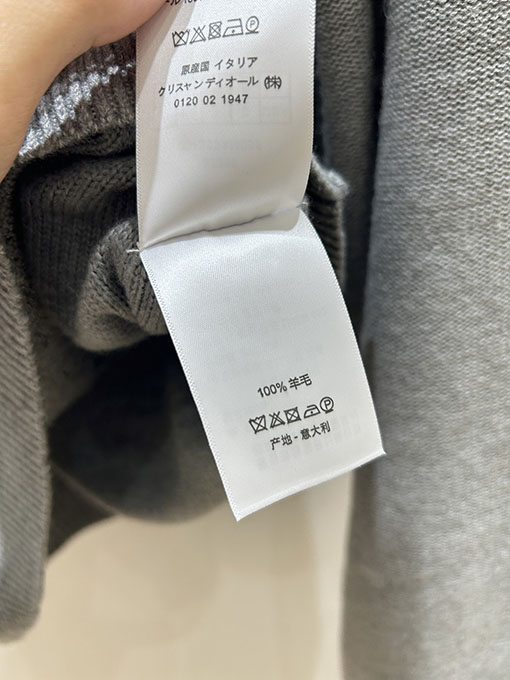 原産国 イタリア
クリスチャン ディオール (株)
0120 02 1947
100% 羊毛
产地 - 意大利